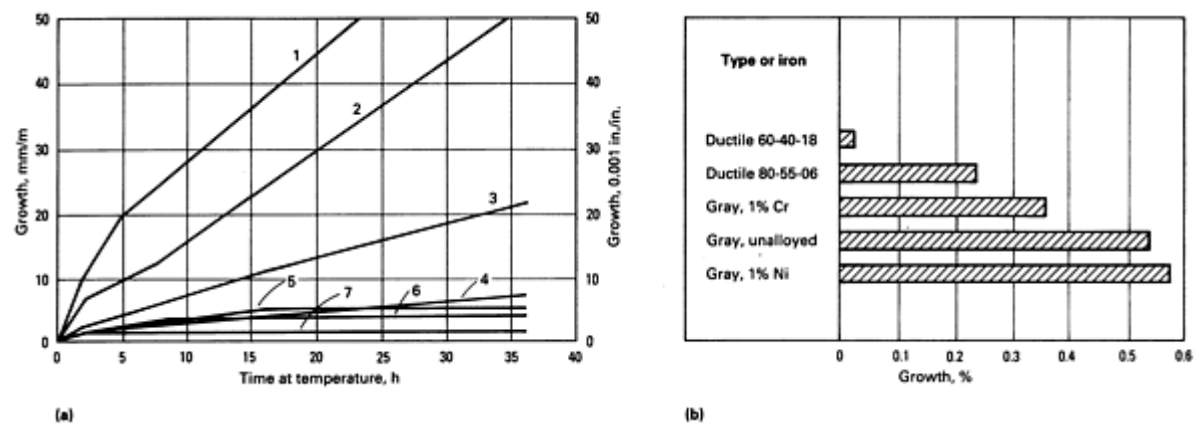 50
40
30
20
10
0
Growth, mm/m
0
5
10
15
20
25
30
35
40
Time at temperature, h
50
40
30
20
10
0
Growth, 0.001 in./in.
1
2
3
4
5
6
7
(a)
Type or iron
Ductile 60-40-18
Ductile 80-55-06
Gray, 1% Cr
Gray, unalloyed
Gray, 1% Ni
0
0.1
0.2
0.3
0.4
0.5
0.6
Growth, %
(b)